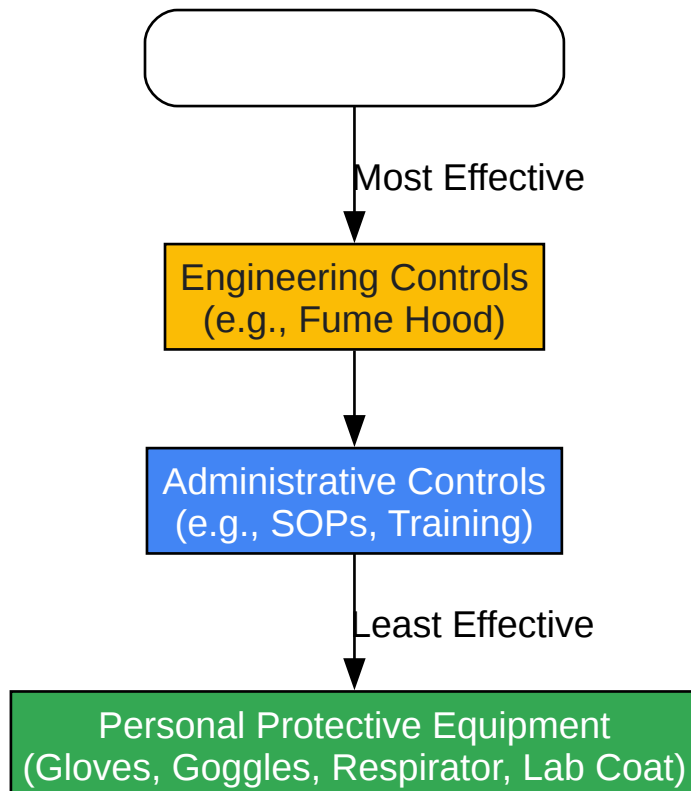 Most Effective
Engineering Controls
(e.g., Fume Hood)
Administrative Controls
(e.g., SOPs, Training)
Least Effective
Personal Protective Equipment
(Gloves, Goggles, Respirator, Lab Coat)